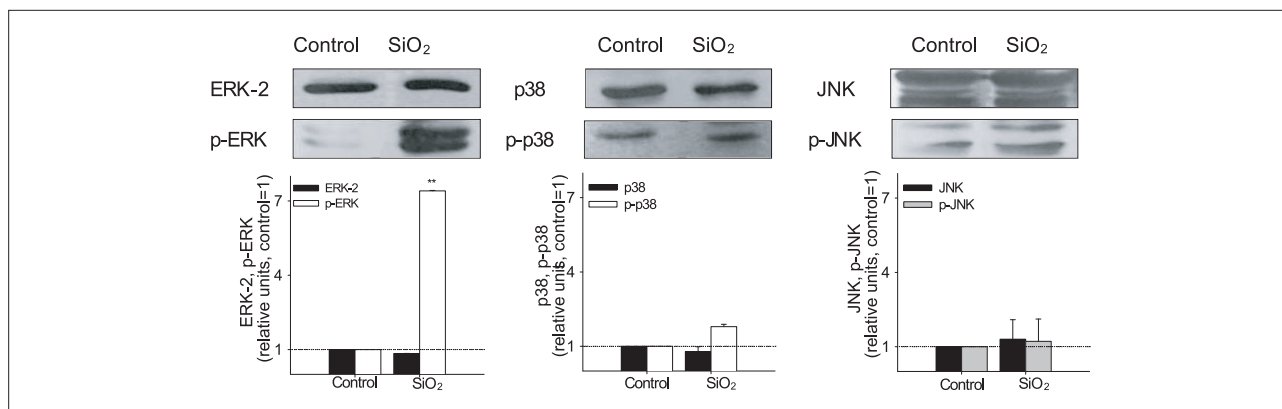 Control SiO₂
ERK-2
p-ERK
ERK-2
p-ERK
**
ERK-2, p-ERK
(relative units, control=1)
7
4
1
Control SiO₂
Control SiO₂
p38
p-p38
p38
p-p38
p38, p-p38
(relative units, control=1)
7
4
1
Control SiO₂
Control SiO₂
JNK
p-JNK
JNK
p-JNK
JNK, p-JNK
(relative units, control=1)
7
4
1
Control SiO₂